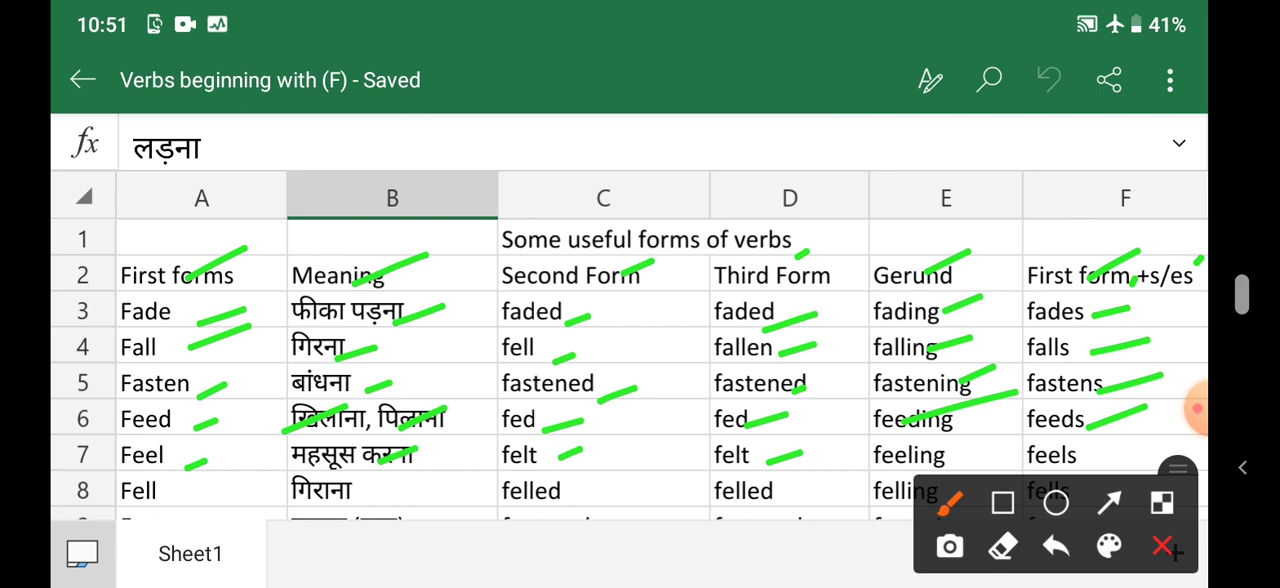 10:51 41%
Verbs beginning with (F) - Saved
fx लड़ना
A B C D E F
1 Some useful forms of verbs
2 First forms Meaning Second Form Third Form Gerund First form,+s/es
3 Fade फीका पड़ना faded faded fading fades
4 Fall गिरना fell fallen falling falls
5 Fasten बांधना fastened fastened fastening fastens
6 Feed खिलाना, पिलाना fed fed feeding feeds
7 Feel महसूस करना felt felt feeling feels
8 Fell गिराना felled felled felling fells
Sheet1